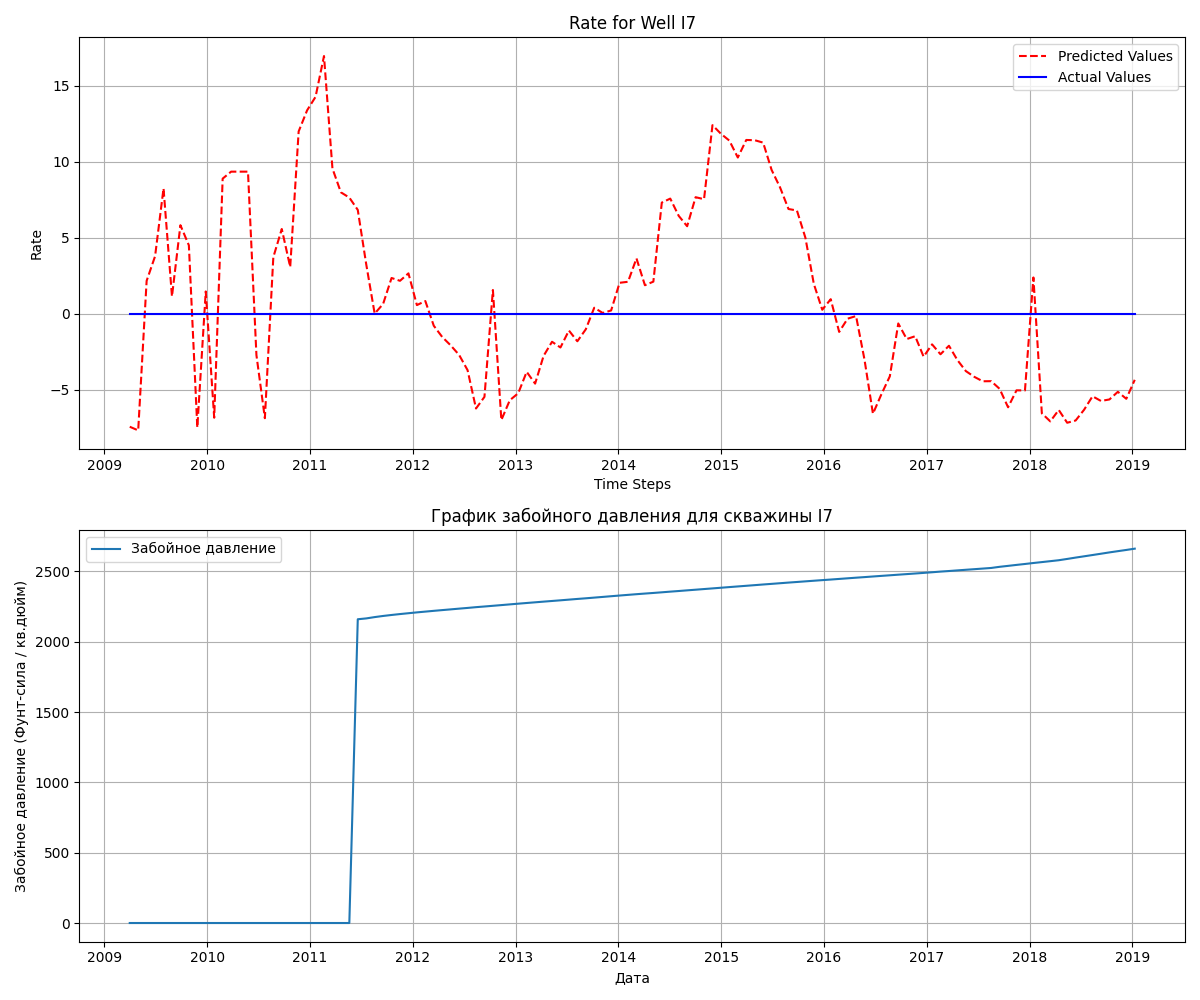 Rate for Well I7
Predicted Values
Actual Values
Rate
15
10
5
0
−5
2009 2010 2011 2012 2013 2014 2015 2016 2017 2018 2019
Time Steps
График забойного давления для скважины I7
Забойное давление
Забойное давление (Фунт-сила / кв.дюйм)
2500
2000
1500
1000
500
0
2009 2010 2011 2012 2013 2014 2015 2016 2017 2018 2019
Дата